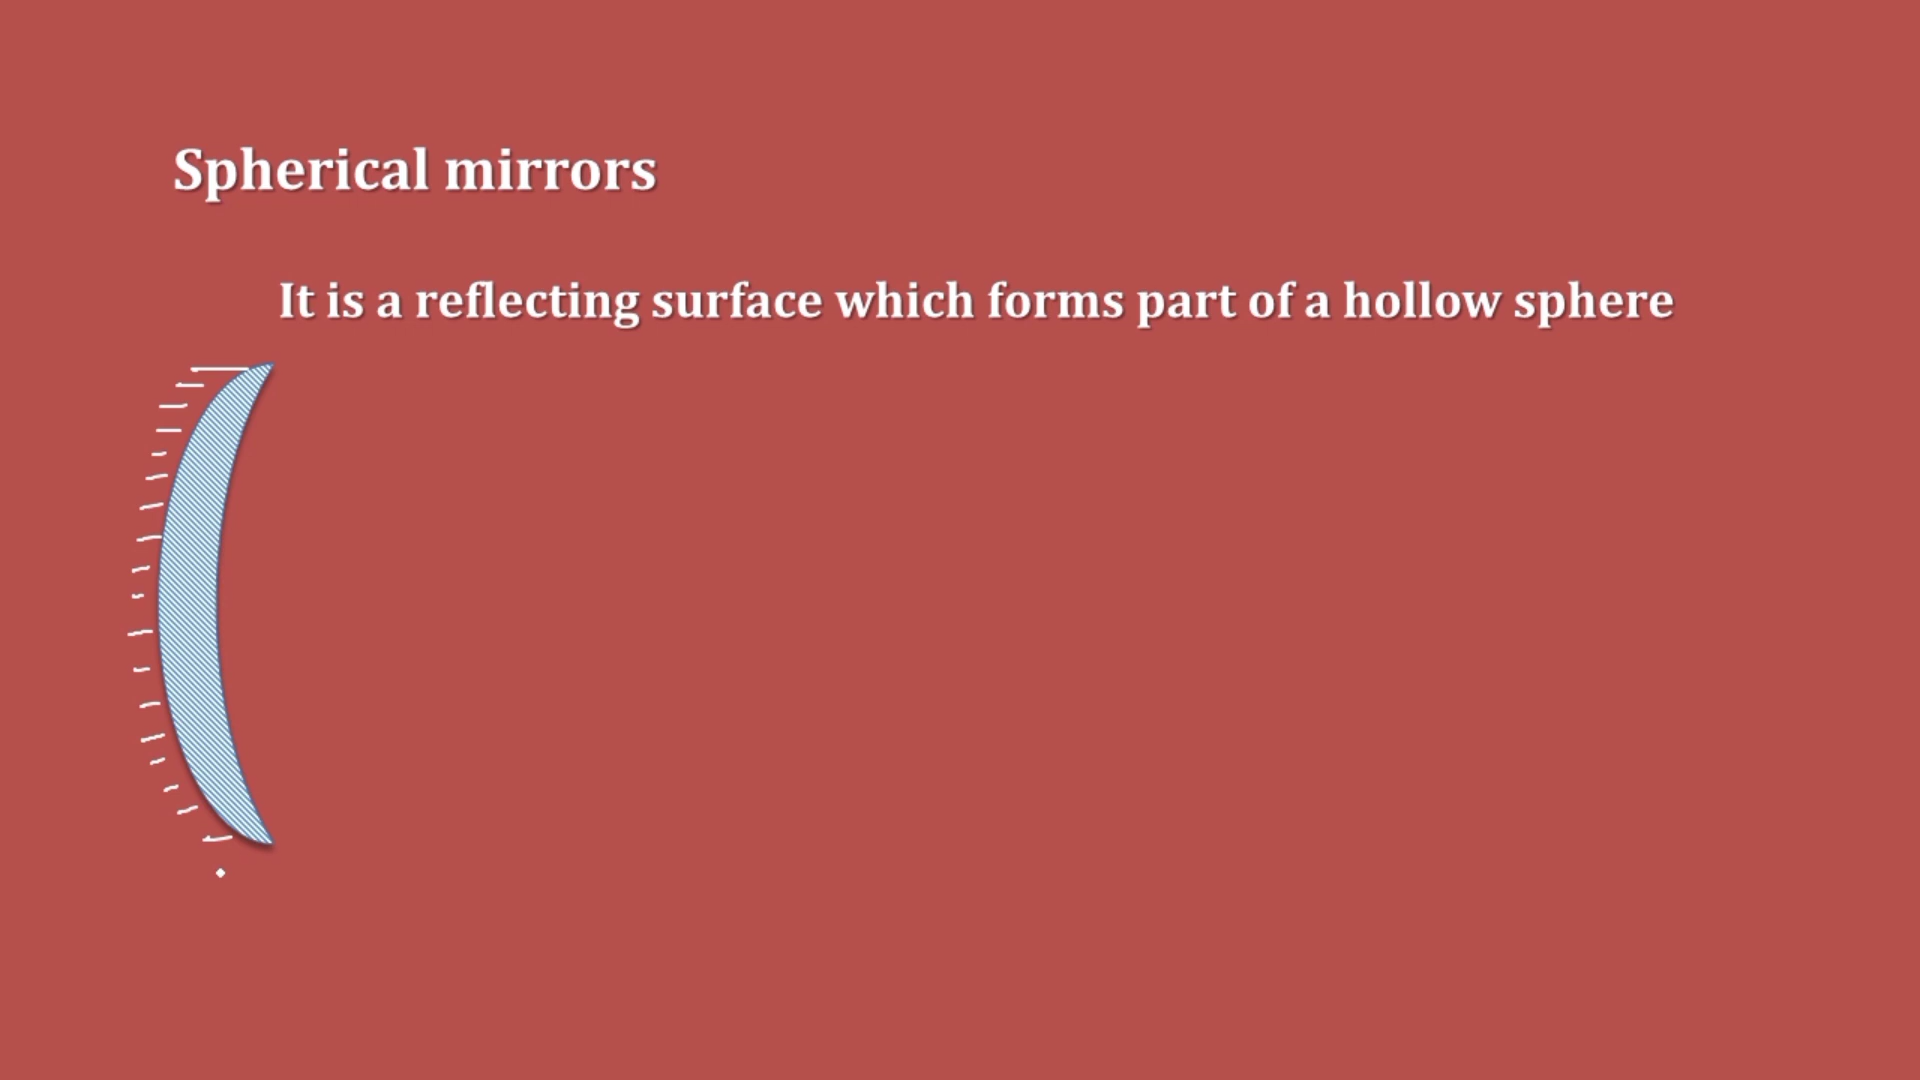 Spherical mirrors
It is a reflecting surface which forms part of a hollow sphere